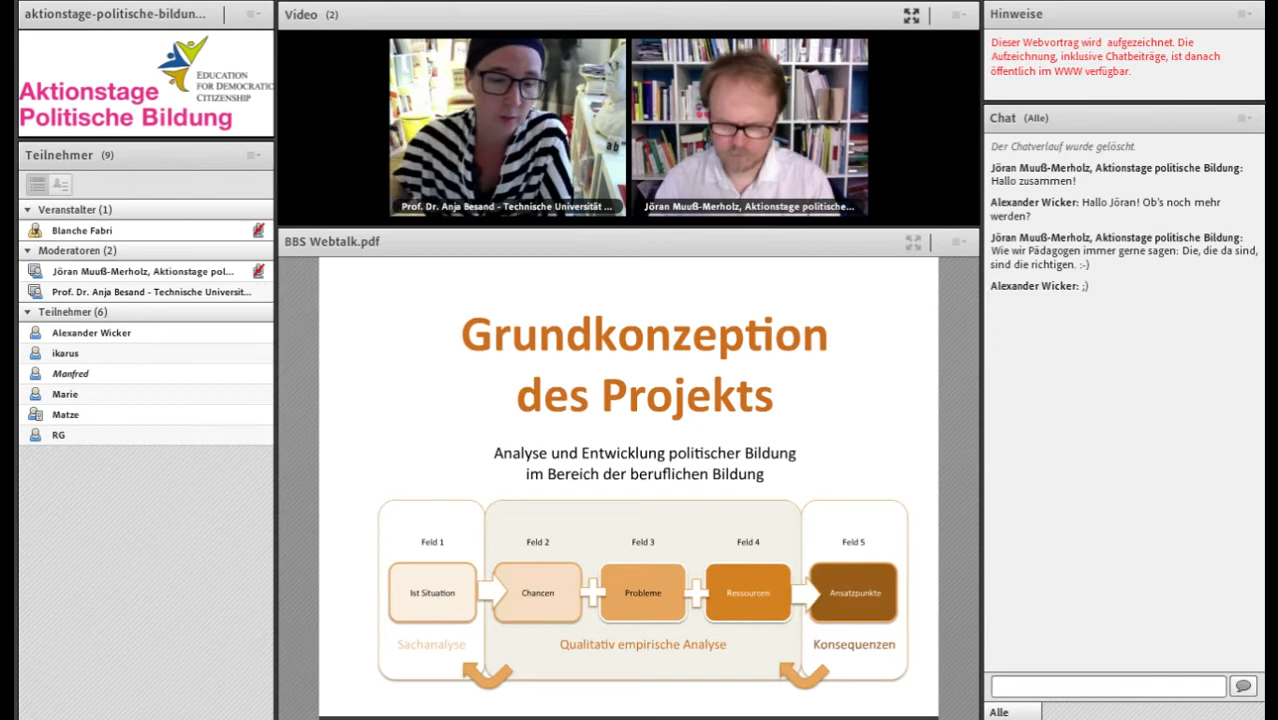 aktionstage-politische-bildun...
EDUCATION
FOR DEMOCRATIC
CITIZENSHIP
Aktionstage
Politische Bildung
Teilnehmer (9)
Veranstalter (1)
Blanche Fabri
Moderatoren (2)
Jöran Muuß-Merholz, Aktionstage pol...
Prof. Dr. Anja Besand - Technische Universit...
Teilnehmer (6)
Alexander Wicker
ikarus
Manfred
Marie
Matze
RG
Video (2)
Prof. Dr. Anja Besand - Technische Universität ...
Jöran Muuß-Merholz, Aktionstage politische...
BBS Webtalk.pdf
Grundkonzeption
des Projekts
Analyse und Entwicklung politischer Bildung
im Bereich der beruflichen Bildung
Feld 1 Feld 2 Feld 3 Feld 4 Feld 5
Ist Situation Chancen Probleme Ressourcen Ansatzpunkte
Sachanalyse Qualitativ empirische Analyse Konsequenzen
Hinweise
Dieser Webvortrag wird aufgezeichnet. Die
Aufzeichnung, inklusive Chatbeiträge, ist danach
öffentlich im WWW verfügbar.
Chat (Alle)
Der Chatverlauf wurde gelöscht.
Jöran Muuß-Merholz, Aktionstage politische Bildung:
Hallo zusammen!
Alexander Wicker: Hallo Jöran! Ob's noch mehr
werden?
Jöran Muuß-Merholz, Aktionstage politische Bildung:
Wie wir Pädagogen immer gerne sagen: Die, die da sind,
sind die richtigen. :-)
Alexander Wicker: ;)
Alle